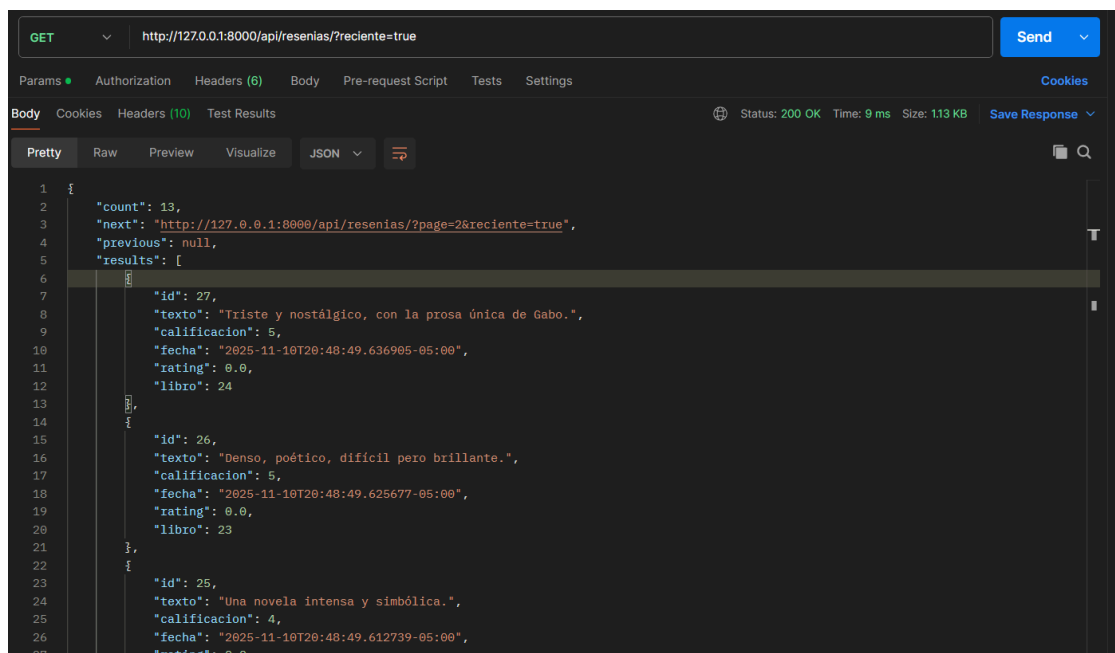 GET http://127.0.0.1:8000/api/resenias/?reciente=true Send
Params Authorization Headers (6) Body Pre-request Script Tests Settings Cookies
Body Cookies Headers (10) Test Results Status: 200 OK Time: 9 ms Size: 1.13 KB Save Response
Pretty Raw Preview Visualize JSON
1 {
2 "count": 13,
3 "next": "http://127.0.0.1:8000/api/resenias/?page=2&reciente=true",
4 "previous": null,
5 "results": [
6 {
7 "id": 27,
8 "texto": "Triste y nostálgico, con la prosa única de Gabo.",
9 "calificacion": 5,
10 "fecha": "2025-11-10T20:48:49.636905-05:00",
11 "rating": 0.0,
12 "libro": 24
13 },
14 {
15 "id": 26,
16 "texto": "Denso, poético, difícil pero brillante.",
17 "calificacion": 5,
18 "fecha": "2025-11-10T20:48:49.625677-05:00",
19 "rating": 0.0,
20 "libro": 23
21 },
22 {
23 "id": 25,
24 "texto": "Una novela intensa y simbólica.",
25 "calificacion": 4,
26 "fecha": "2025-11-10T20:48:49.612739-05:00",